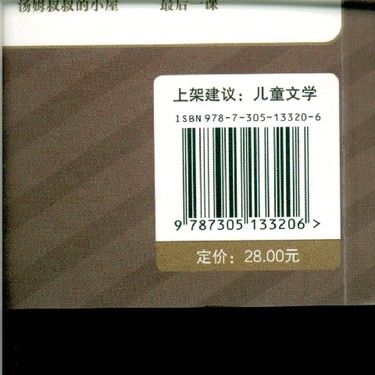 汤姆叔叔的小屋 最后一课
上架建议：儿童文学
ISBN 978-7-305-13320-6
9 787305 133206 >
定价：28.00元